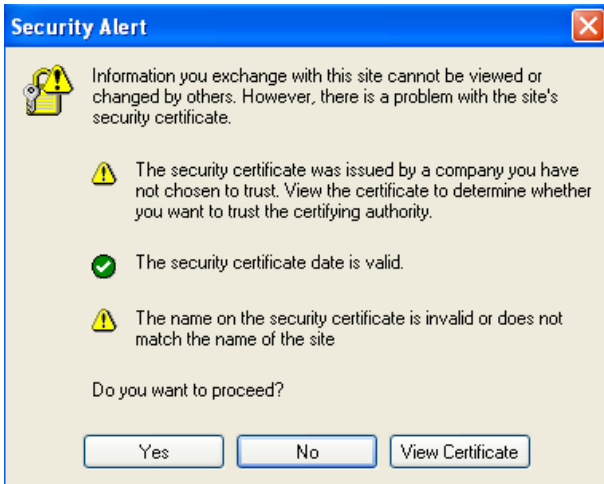 Security Alert
Information you exchange with this site cannot be viewed or
changed by others. However, there is a problem with the site's
security certificate.
The security certificate was issued by a company you have
not chosen to trust. View the certificate to determine whether
you want to trust the certifying authority.
The security certificate date is valid.
The name on the security certificate is invalid or does not
match the name of the site
Do you want to proceed?
Yes No View Certificate